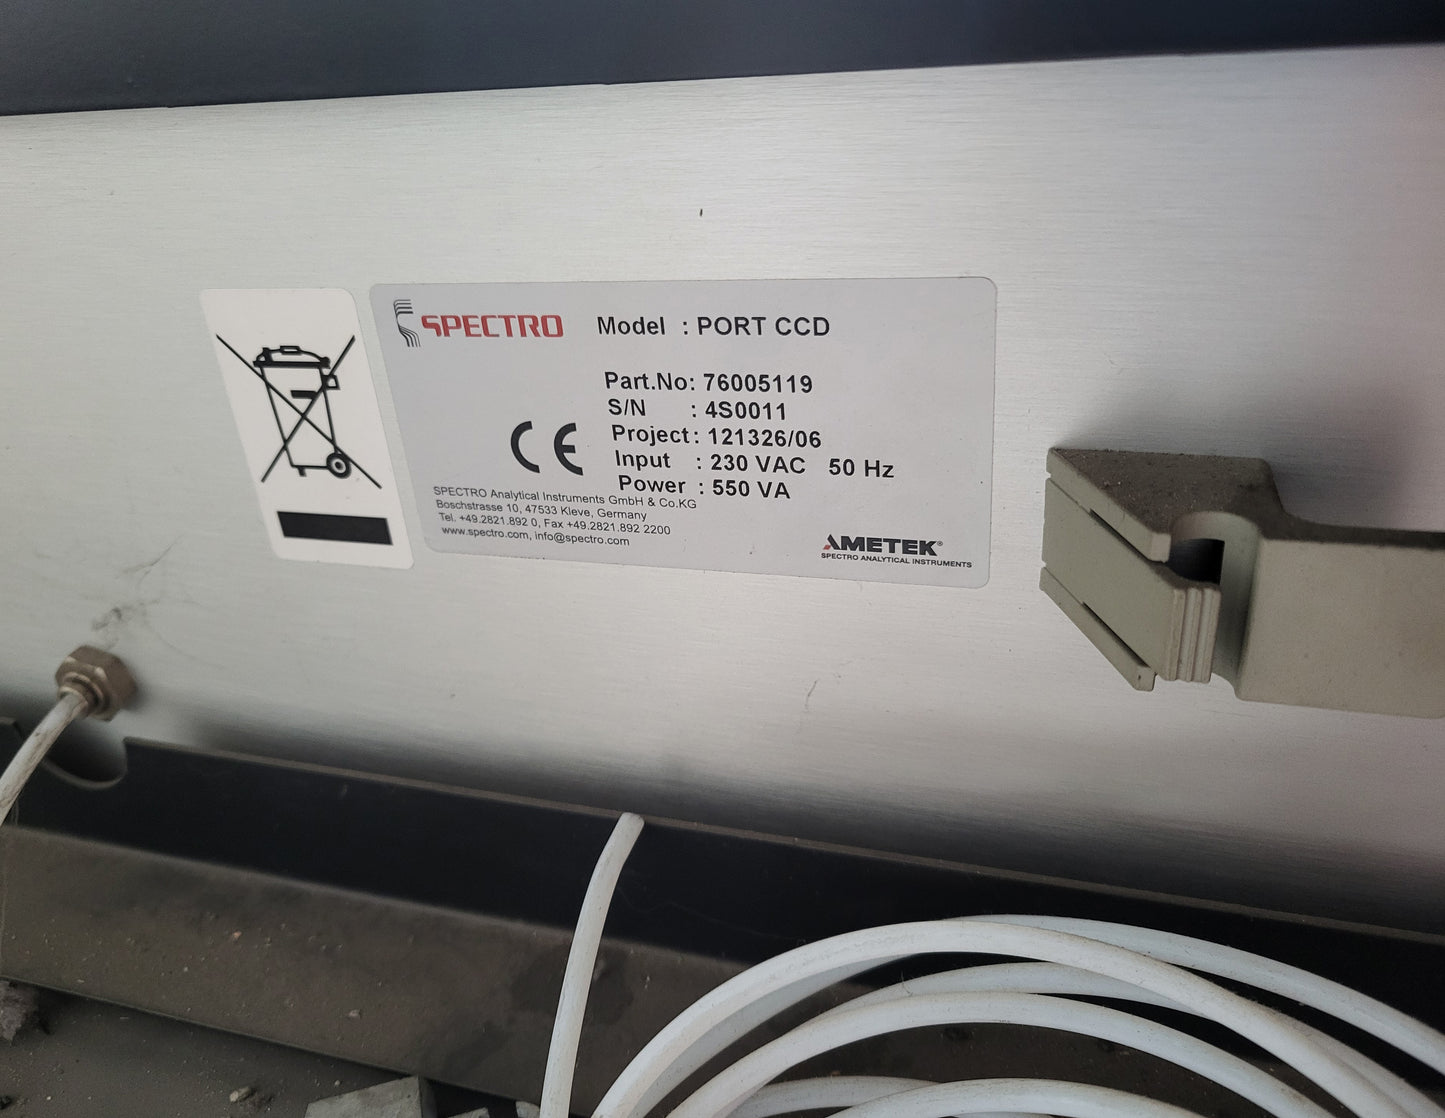 SPECTRO Model : PORT CCD
Part.No: 76005119
S/N : 4S0011
Project: 121326/06
Input : 230 VAC 50 Hz
Power : 550 VA
CE
SPECTRO Analytical Instruments GmbH & Co.KG
Boschstrasse 10, 47533 Kleve, Germany
Tel. +49.2821.892 0, Fax +49.2821.892 2200
www.spectro.com, info@spectro.com
AMETEK®
SPECTRO ANALYTICAL INSTRUMENTS